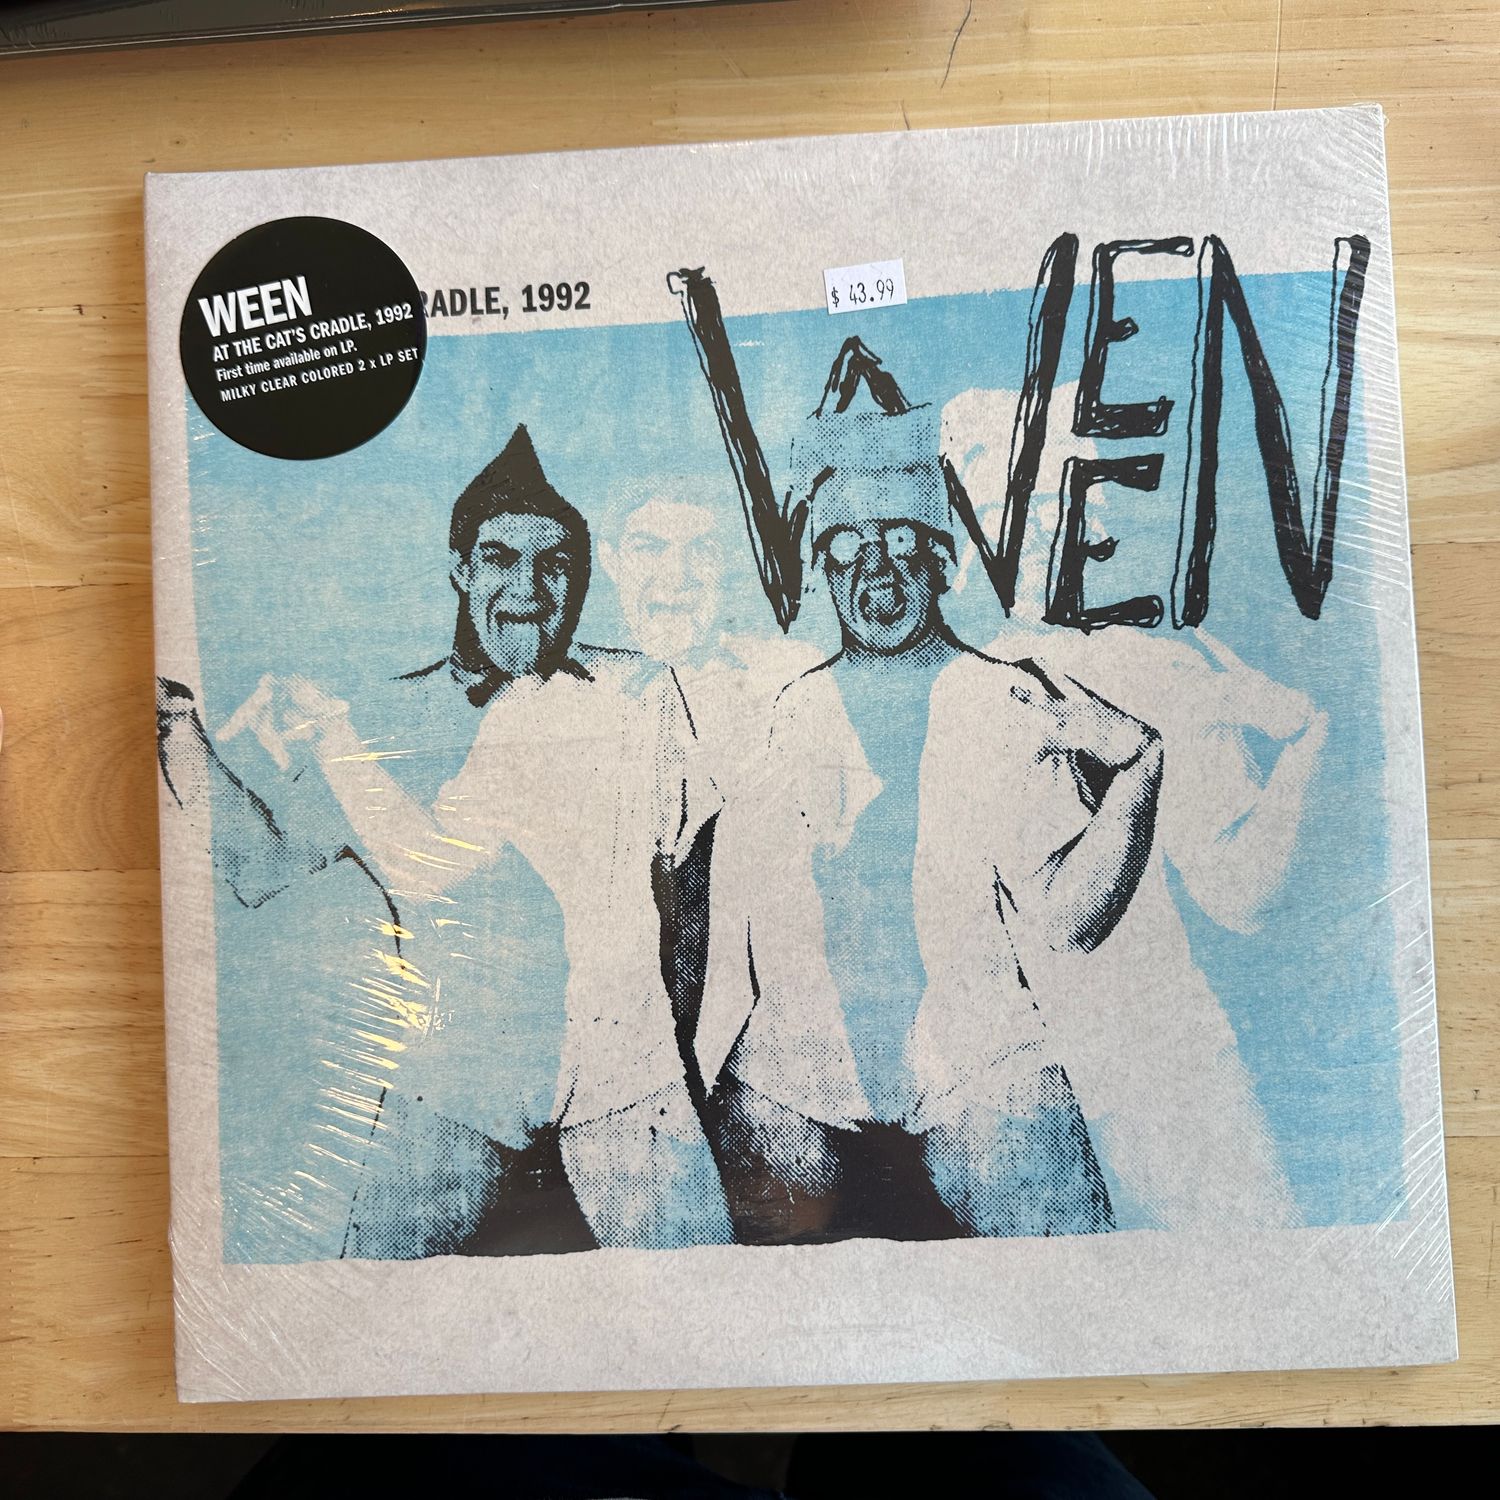 WEEN
AT THE CAT'S CRADLE, 1992
First time available on LP.
MILKY CLEAR COLORED 2 x LP SET
RADLE, 1992
$ 43.99
WEEN